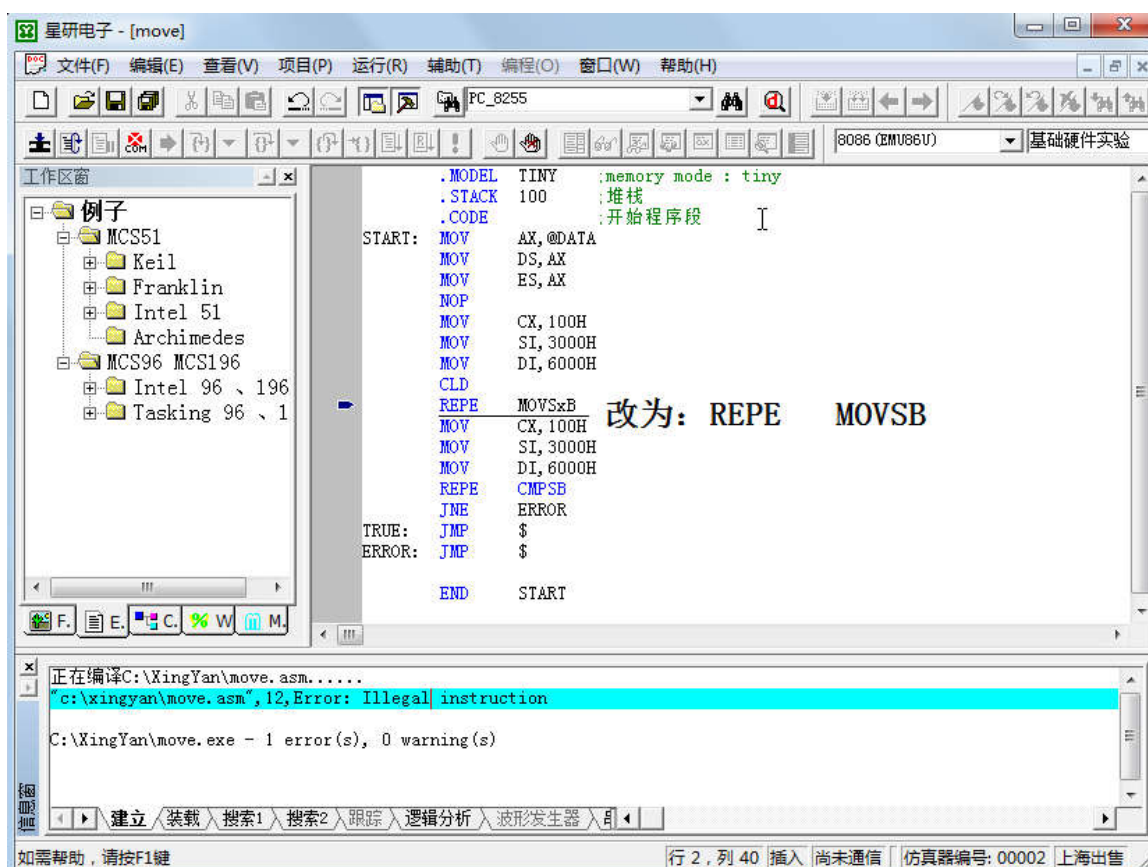 星研电子 - [move]
文件(F) 编辑(E) 查看(V) 项目(P) 运行(R) 辅助(T) 编程(O) 窗口(W) 帮助(H)
PC_8255
8086 (EMU86U) 基础硬件实验
工作区窗
例子
MCS51
Keil
Franklin
Intel 51
Archimedes
MCS96 MCS196
Intel 96 、196
Tasking 96 、1
F. E. C. W M.
.MODEL TINY ;memory mode : tiny
.STACK 100 ;堆栈
.CODE ;开始程序段
START: MOV AX,@DATA
MOV DS,AX
MOV ES,AX
NOP
MOV CX,100H
MOV SI,3000H
MOV DI,6000H
CLD
REPE MOVSxB 改为：REPE MOVSB
MOV CX,100H
MOV SI,3000H
MOV DI,6000H
REPE CMPSB
JNE ERROR
TRUE: JMP $
ERROR: JMP $
END START
正在编译C:\XingYan\move.asm......
"c:\xingyan\move.asm",12,Error: Illegal instruction
C:\XingYan\move.exe - 1 error(s), 0 warning(s)
信息窗
建立 装载 搜索1 搜索2 跟踪 逻辑分析 波形发生器
如需帮助，请按F1键 行 2，列 40 插入 尚未通信 仿真器编号: 00002 上海出售